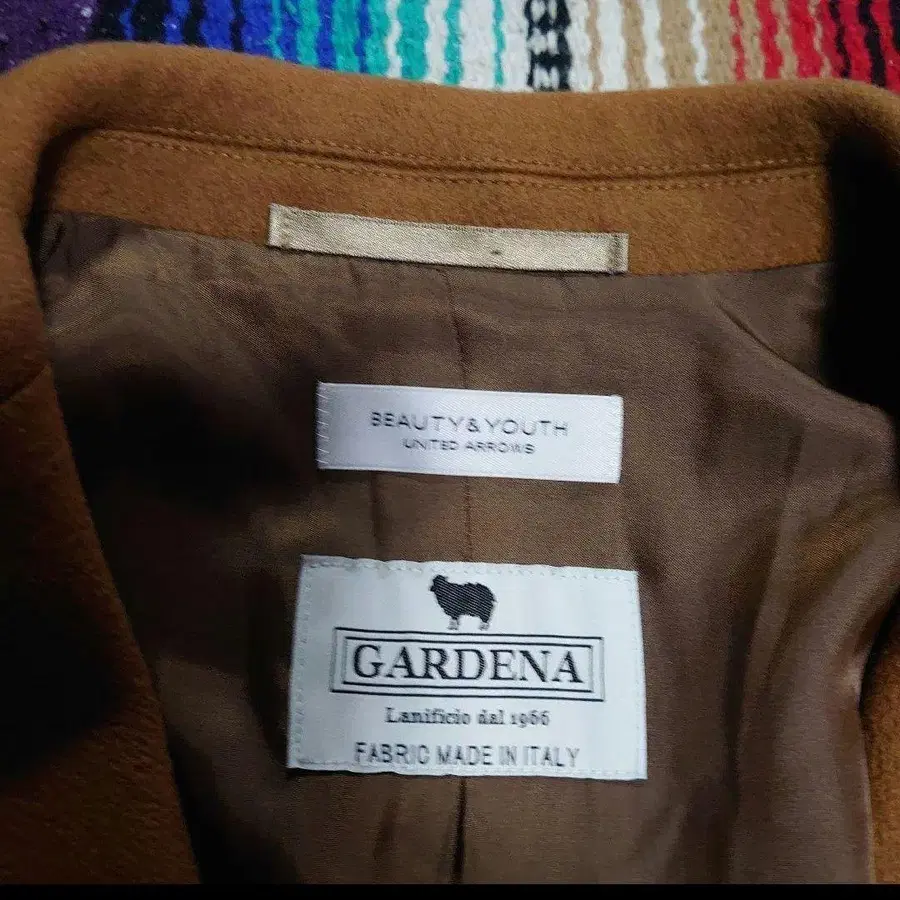 BEAUTY&YOUTH
UNITED ARROWS
GARDENA
Lanificio dal 1966
FABRIC MADE IN ITALY